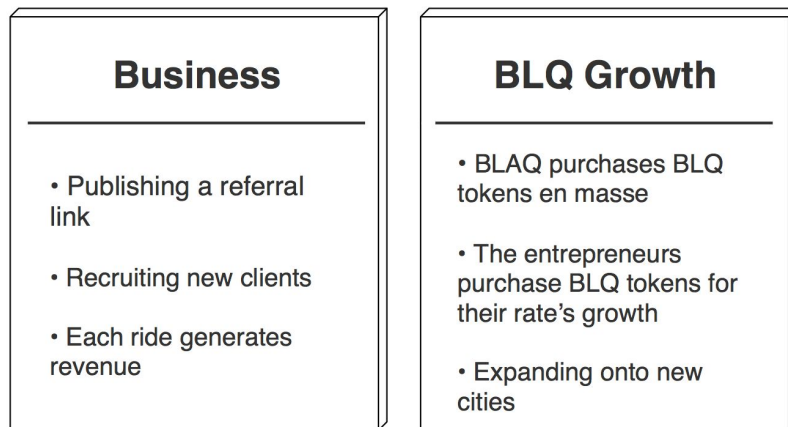 Business
• Publishing a referral
link
• Recruiting new clients
• Each ride generates
revenue
BLQ Growth
• BLAQ purchases BLQ
tokens en masse
• The entrepreneurs
purchase BLQ tokens for
their rate’s growth
• Expanding onto new
cities